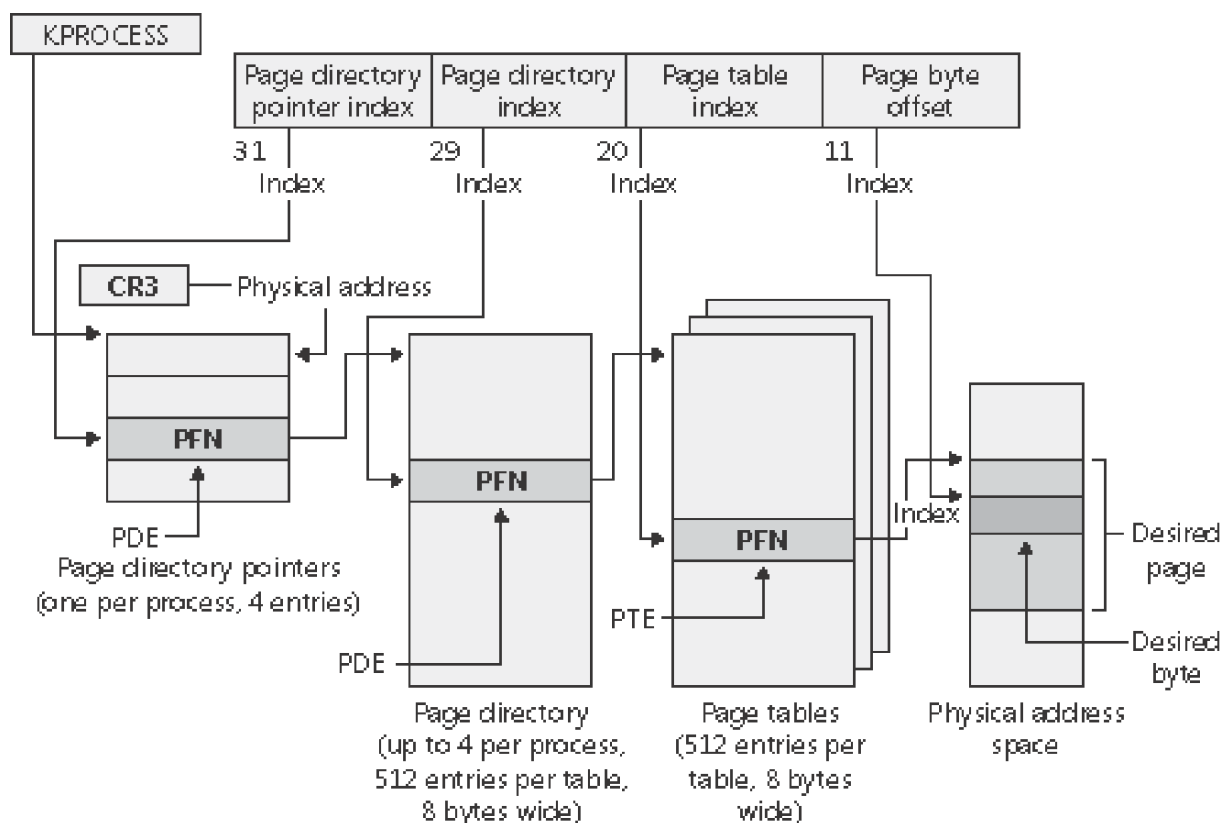 KPROCESS
Page directory
pointer index
Page directory
index
Page table
index
Page byte
offset
31
29
20
11
Index
Index
Index
Index
CR3
Physical address
PFN
PFN
PFN
Index
PDE
Page directory pointers
(one per process, 4 entries)
PDE
PTE
Desired
page
Desired
byte
Page directory
(up to 4 per process,
512 entries per table,
8 bytes wide)
Page tables
(512 entries per
table, 8 bytes
wide)
Physical address
space